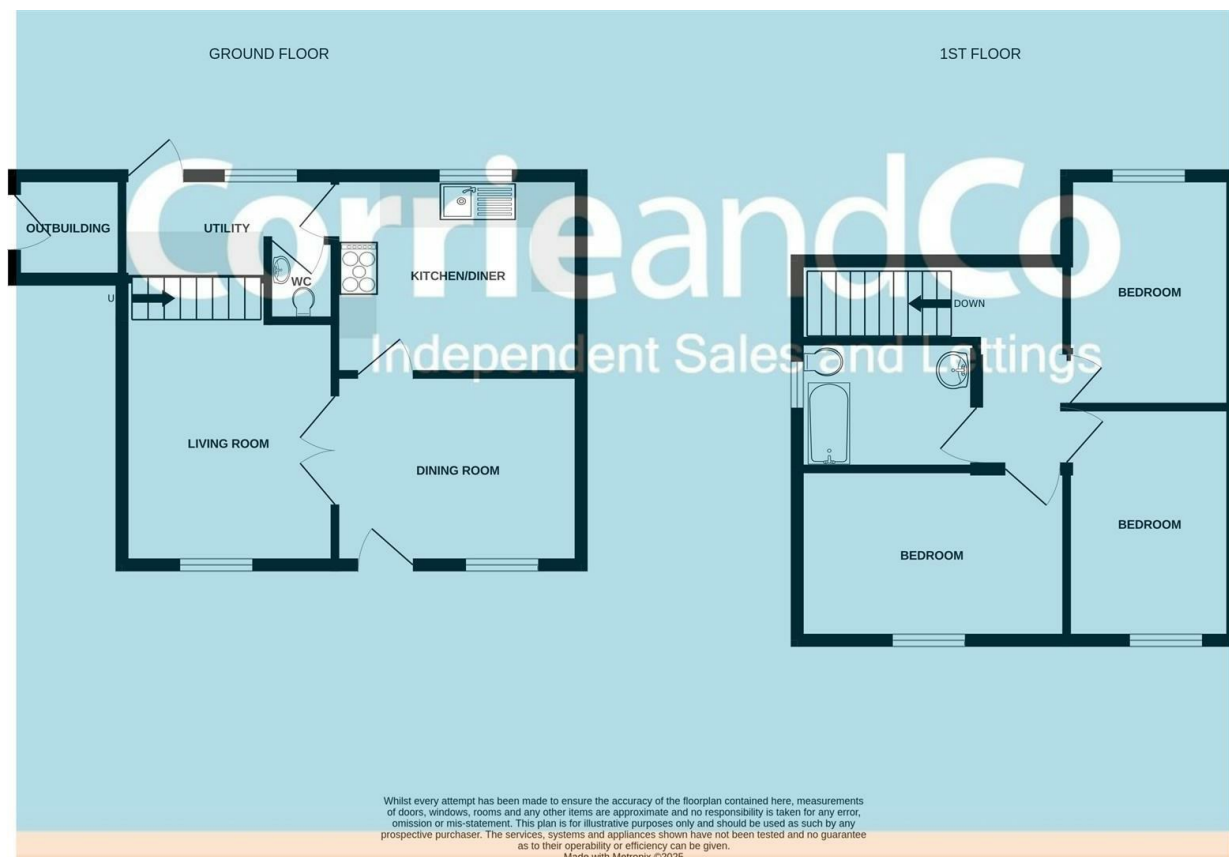 GROUND FLOOR
1ST FLOOR
CorrieandCo
Independent Sales and Lettings
OUTBUILDING
UTILITY
WC
KITCHEN/DINER
U
LIVING ROOM
DINING ROOM
BEDROOM
DOWN
BEDROOM
BEDROOM
Whilst every attempt has been made to ensure the accuracy of the floorplan contained here, measurements
of doors, windows, rooms and any other items are approximate and no responsibility is taken for any error,
omission or mis-statement. This plan is for illustrative purposes only and should be used as such by any
prospective purchaser. The services, systems and appliances shown have not been tested and no guarantee
as to their operability or efficiency can be given.
Made with Metropix ©2025